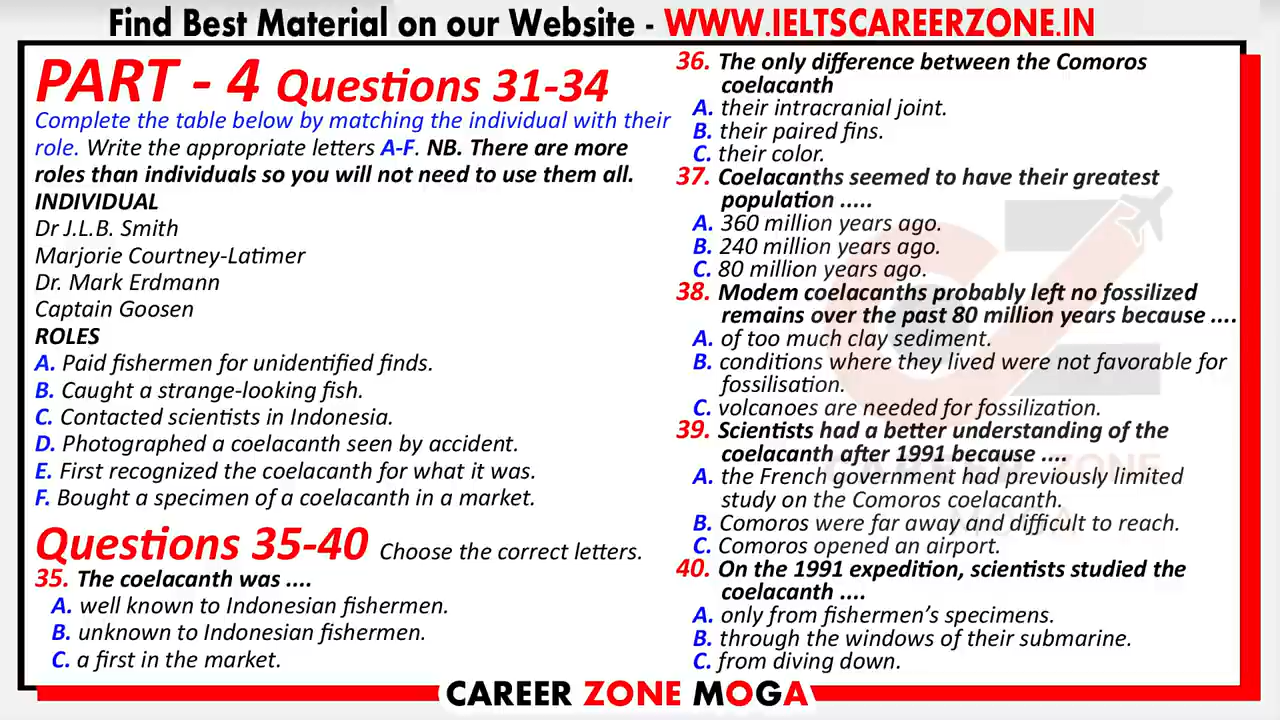 Find Best Material on our Website - WWW.IELTSCAREERZONE.IN
PART - 4 Questions 31-34
Complete the table below by matching the individual with their
role. Write the appropriate letters A-F. NB. There are more
roles than individuals so you will not need to use them all.
INDIVIDUAL
Dr J.L.B. Smith
Marjorie Courtney-Latimer
Dr. Mark Erdmann
Captain Goosen
ROLES
A. Paid fishermen for unidentified finds.
B. Caught a strange-looking fish.
C. Contacted scientists in Indonesia.
D. Photographed a coelacanth seen by accident.
E. First recognized the coelacanth for what it was.
F. Bought a specimen of a coelacanth in a market.
Questions 35-40 Choose the correct letters.
35. The coelacanth was ....
A. well known to Indonesian fishermen.
B. unknown to Indonesian fishermen.
C. a first in the market.
36. The only difference between the Comoros
coelacanth
A. their intracranial joint.
B. their paired fins.
C. their color.
37. Coelacanths seemed to have their greatest
population .....
A. 360 million years ago.
B. 240 million years ago.
C. 80 million years ago.
38. Modem coelacanths probably left no fossilized
remains over the past 80 million years because ....
A. of too much clay sediment.
B. conditions where they lived were not favorable for
fossilisation.
C. volcanoes are needed for fossilization.
39. Scientists had a better understanding of the
coelacanth after 1991 because ....
A. the French government had previously limited
study on the Comoros coelacanth.
B. Comoros were far away and difficult to reach.
C. Comoros opened an airport.
40. On the 1991 expedition, scientists studied the
coelacanth ....
A. only from fishermen's specimens.
B. through the windows of their submarine.
C. from diving down.
CAREER ZONE
MOGA
CAREER ZONE MOGA